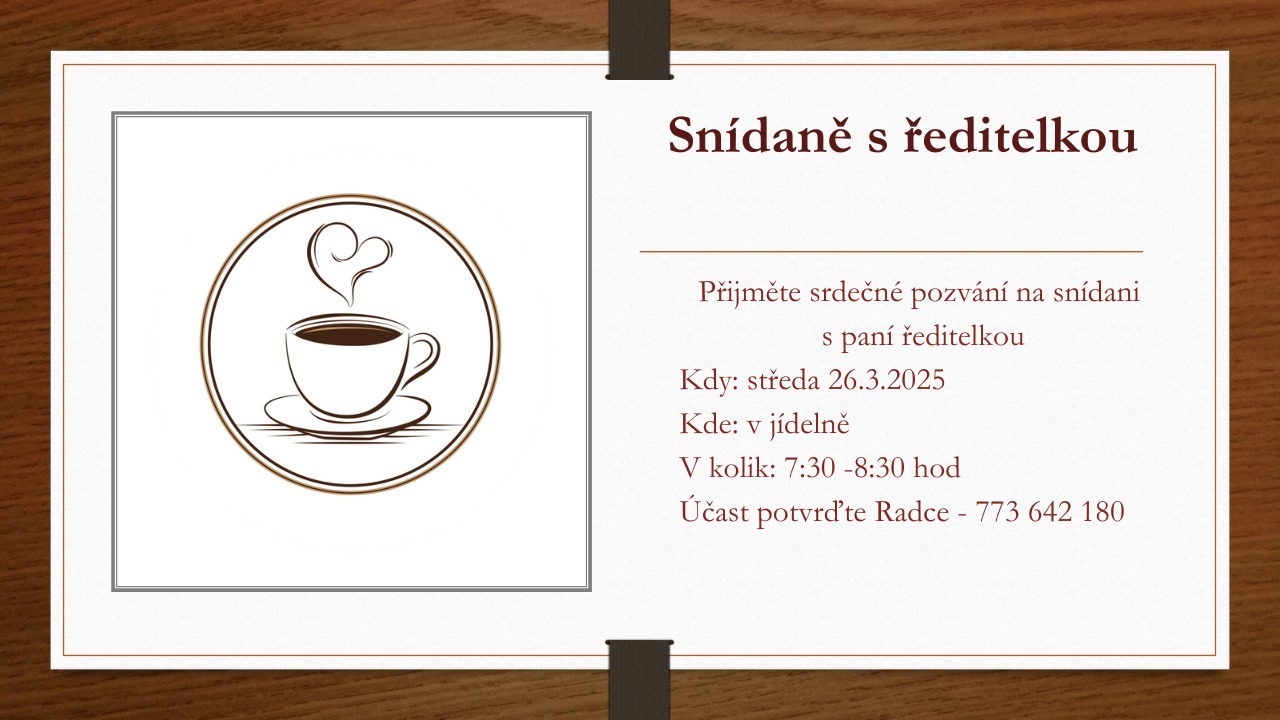 Snídaně s ředitelkou
Přijměte srdečné pozvání na snídani
s paní ředitelkou
Kdy: středa 26.3.2025
Kde: v jídelně
V kolik: 7:30 -8:30 hod
Účast potvrďte Radce - 773 642 180